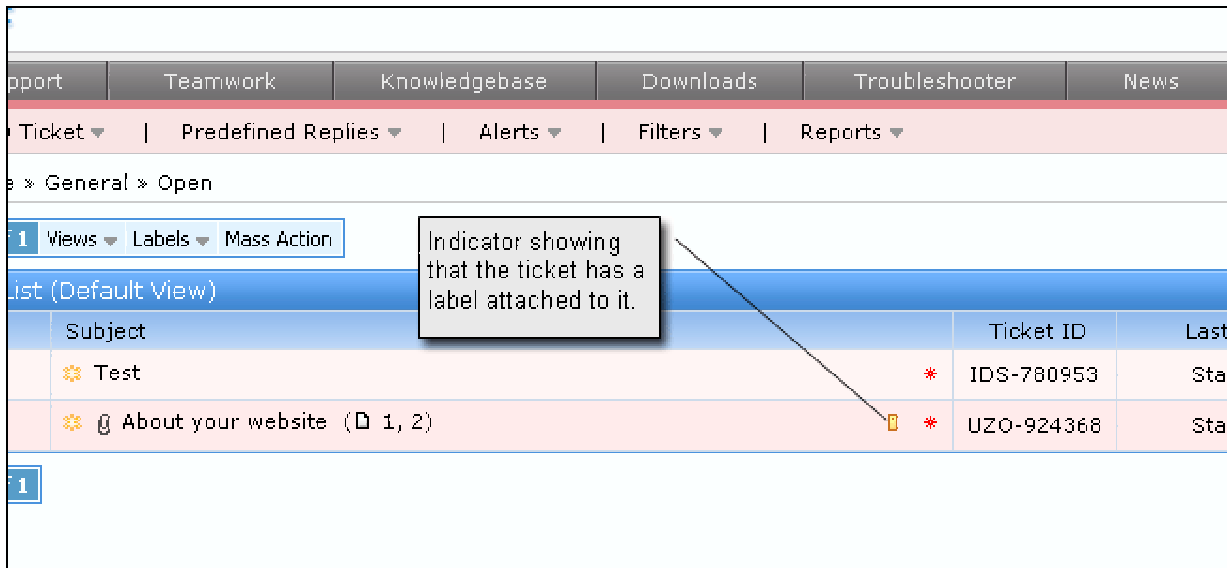 pport Teamwork Knowledgebase Downloads Troubleshooter News
Ticket | Predefined Replies | Alerts | Filters | Reports
e » General » Open
f 1 Views Labels Mass Action
Indicator showing
that the ticket has a
label attached to it.
List (Default View)
Subject Ticket ID Last
Test * IDS-780953 Sta
About your website ( 1, 2) * UZO-924368 Sta
f 1